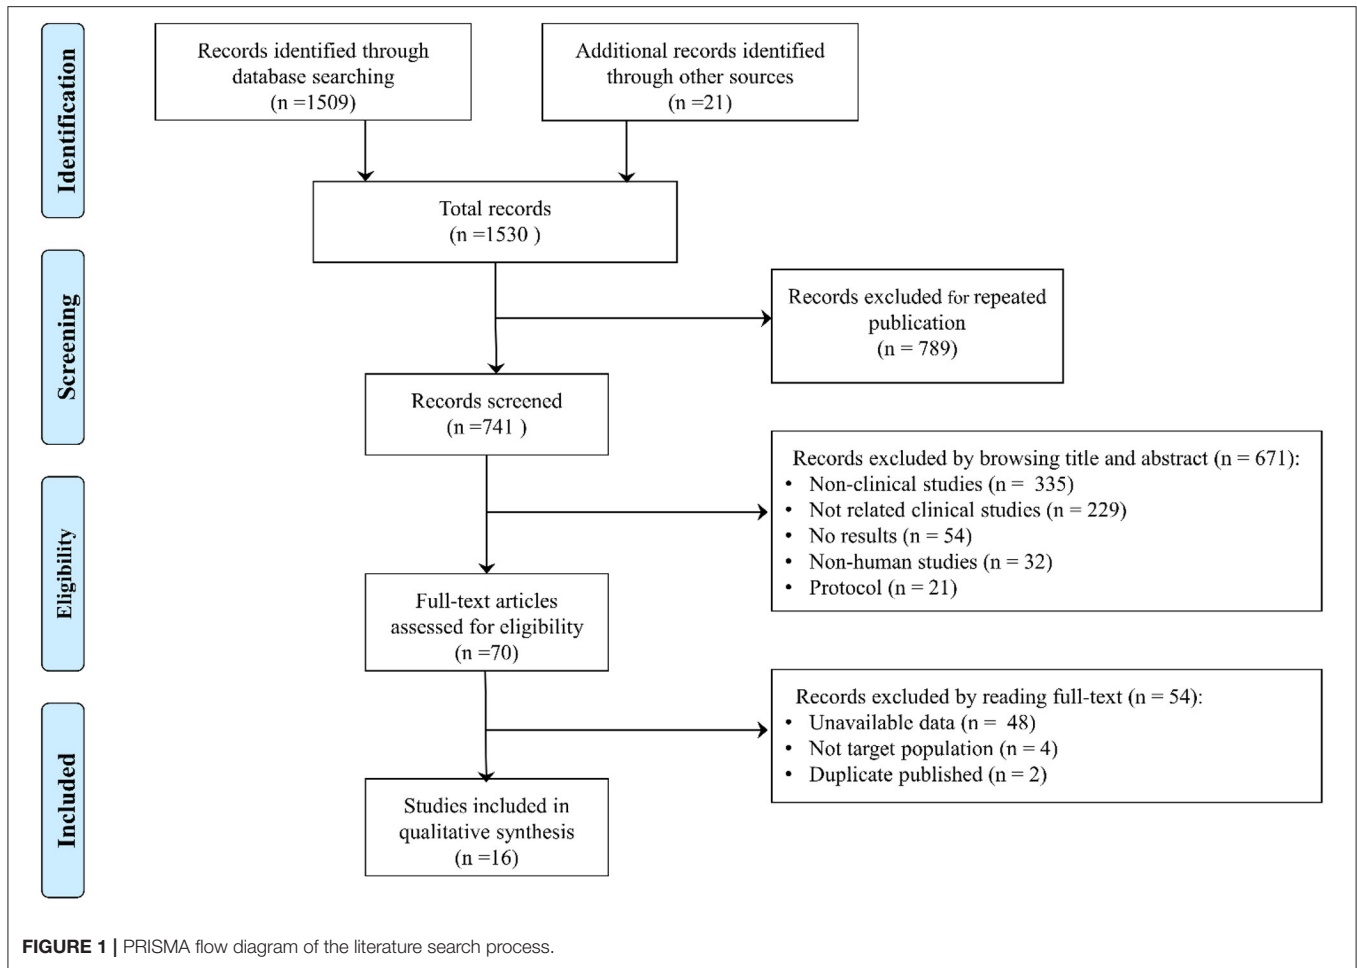 Identification
Records identified through
database searching
(n =1509)
Additional records identified
through other sources
(n =21)
Total records
(n =1530 )
Screening
Records excluded for repeated
publication
(n = 789)
Records screened
(n =741 )
Records excluded by browsing title and abstract (n = 671):
• Non-clinical studies (n =  335)
• Not related clinical studies (n = 229)
• No results (n = 54)
• Non-human studies (n = 32)
• Protocol (n = 21)
Eligibility
Full-text articles
assessed for eligibility
(n =70)
Records excluded by reading full-text (n = 54):
• Unavailable data (n =  48)
• Not target population (n = 4)
• Duplicate published (n = 2)
Included
Studies included in
qualitative synthesis
(n =16)
FIGURE 1 | PRISMA flow diagram of the literature search process.